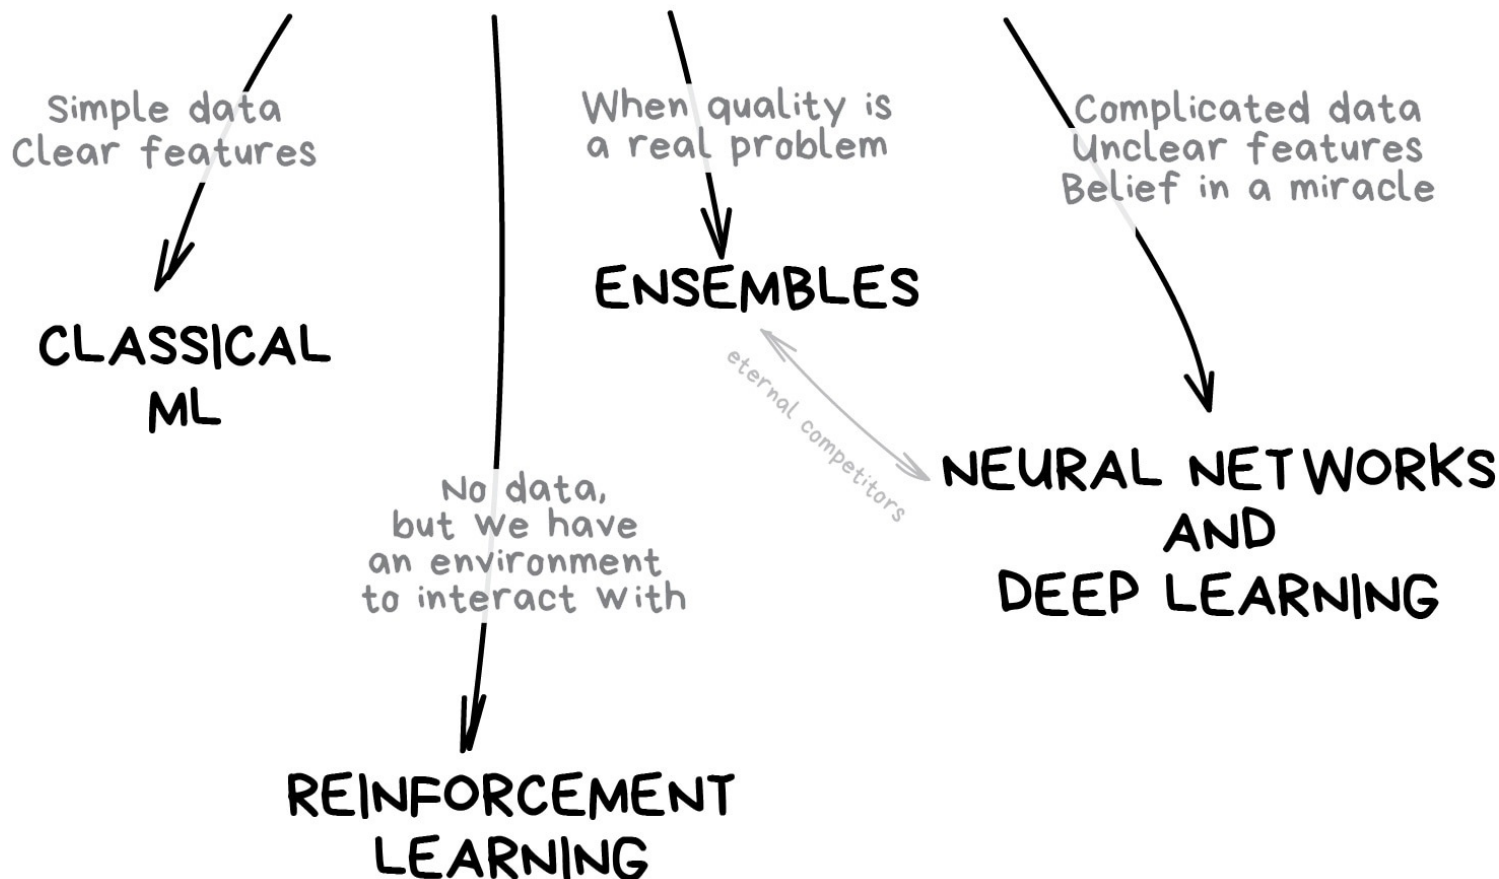 Simple data
Clear features
When quality is
a real problem
Complicated data
Unclear features
Belief in a miracle
ENSEMBLES
CLASSICAL
ML
eternal competitors
NEURAL NETWORKS
AND
DEEP LEARNING
No data,
but we have
an environment
to interact with
REINFORCEMENT
LEARNING